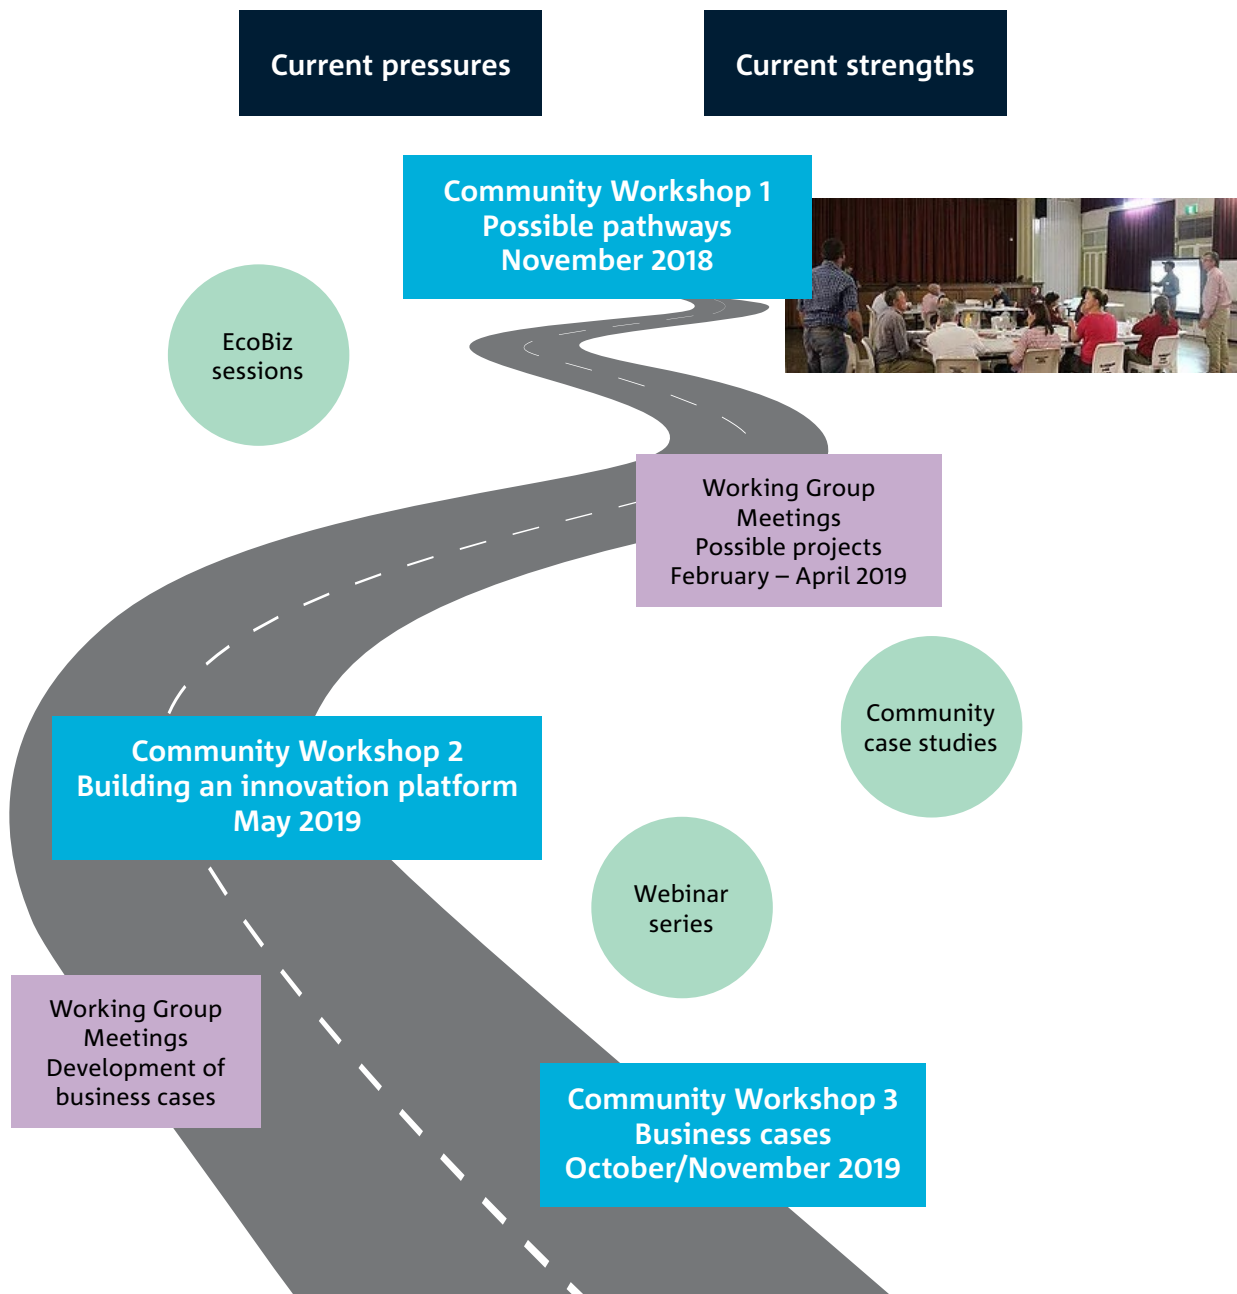 Current pressures
Current strengths
Community Workshop 1
Possible pathways
November 2018
EcoBiz
sessions
Working Group
Meetings
Possible projects
February – April 2019
Community
case studies
Community Workshop 2
Building an innovation platform
May 2019
Webinar
series
Working Group
Meetings
Development of
business cases
Community Workshop 3
Business cases
October/November 2019